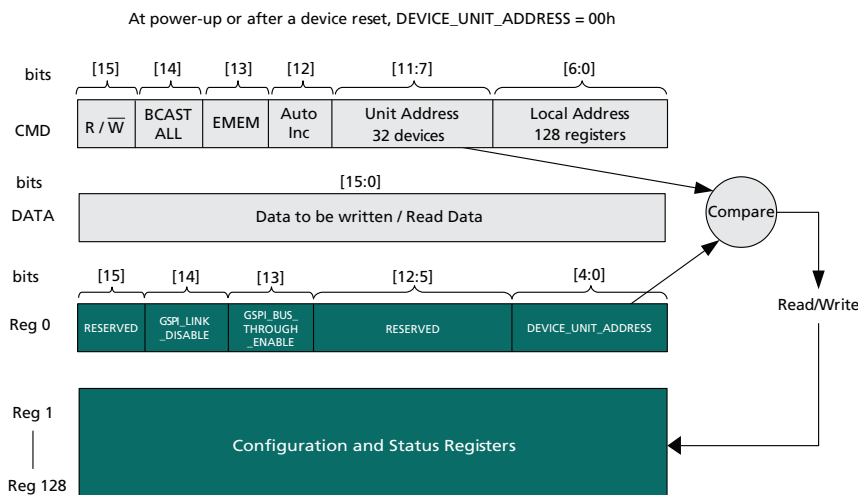 At power-up or after a device reset, DEVICE_UNIT_ADDRESS = 00h
bits [15] [14] [13] [12] [11:7] [6:0]
CMD R / W̅ BCAST ALL EMEM Auto Inc Unit Address 32 devices Local Address 128 registers
bits [15:0]
DATA Data to be written / Read Data
Compare
bits [15] [14] [13] [12:5] [4:0]
Reg 0 RESERVED GSPI_LINK _DISABLE GSPI_BUS_ THROUGH _ENABLE RESERVED DEVICE_UNIT_ADDRESS
Read/Write
Reg 1
Configuration and Status Registers
Reg 128